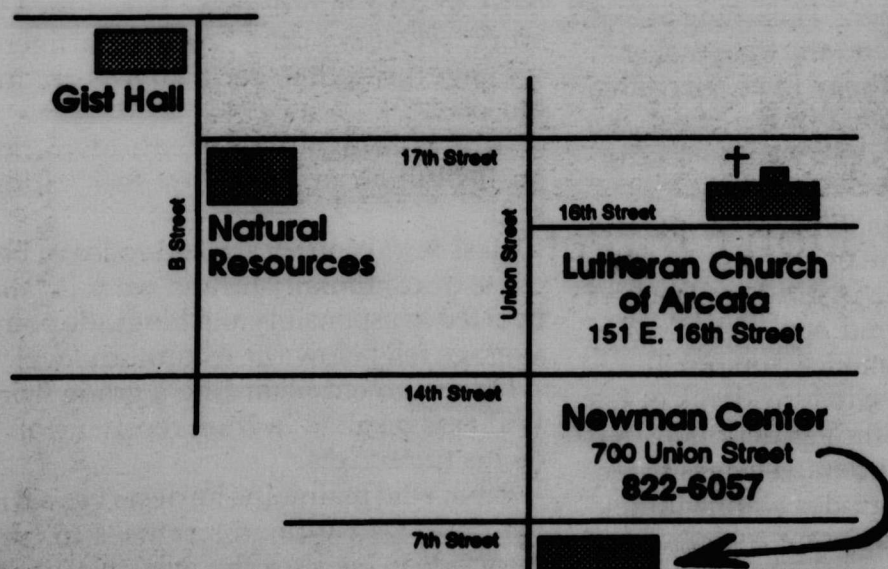 Gist Hall
17th Street
B Street
Natural
Resources
Union Street
16th Street
Lutheran Church
of Arcata
151 E. 16th Street
14th Street
Newman Center
700 Union Street
822-6057
7th Street